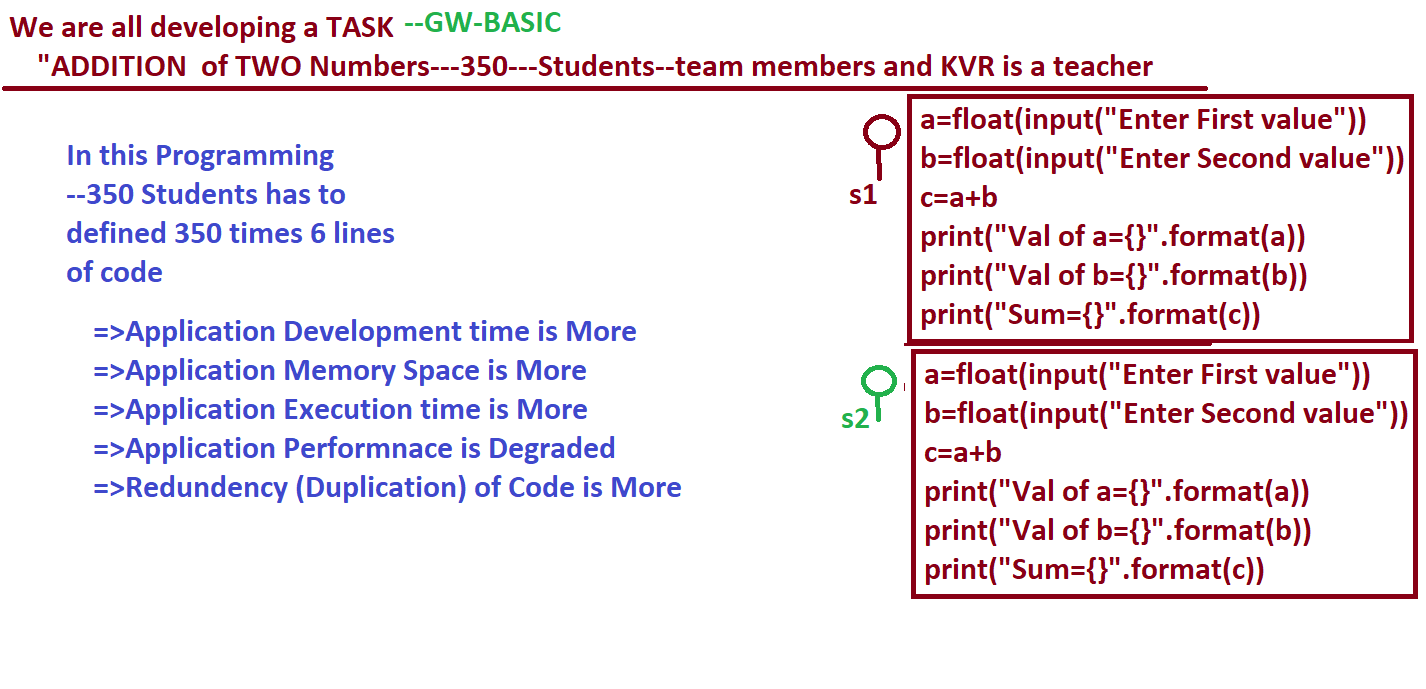 We are all developing a TASK --GW-BASIC
"ADDITION of TWO Numbers---350---Students--team members and KVR is a teacher
In this Programming
--350 Students has to
defined 350 times 6 lines
of code
=>Application Development time is More
=>Application Memory Space is More
=>Application Execution time is More
=>Application Performnace is Degraded
=>Redundency (Duplication) of Code is More
s1
a=float(input("Enter First value"))
b=float(input("Enter Second value"))
c=a+b
print("Val of a={}".format(a))
print("Val of b={}".format(b))
print("Sum={}".format(c))
s2
a=float(input("Enter First value"))
b=float(input("Enter Second value"))
c=a+b
print("Val of a={}".format(a))
print("Val of b={}".format(b))
print("Sum={}".format(c))